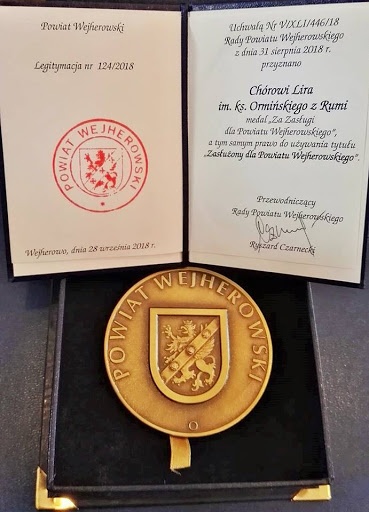 Powiat Wejherowski
Legitymacja nr 124/2018
POWIAT WEJHEROWSKI
Wejherowo, dnia 28 września 2018 r.
Uchwałą Nr V/XLI/446/18
Rady Powiatu Wejherowskiego
z dnia 31 sierpnia 2018 r.
przyznano
Chórowi Lira
im. ks. Ormińskiego z Rumi
medal „Za Zasługi
dla Powiatu Wejherowskiego”,
a tym samym prawo do używania tytułu
„Zasłużony dla Powiatu Wejherowskiego”.
Przewodniczący
Rady Powiatu Wejherowskiego
Ryszard Czarnecki
POWIAT WEJHEROWSKI